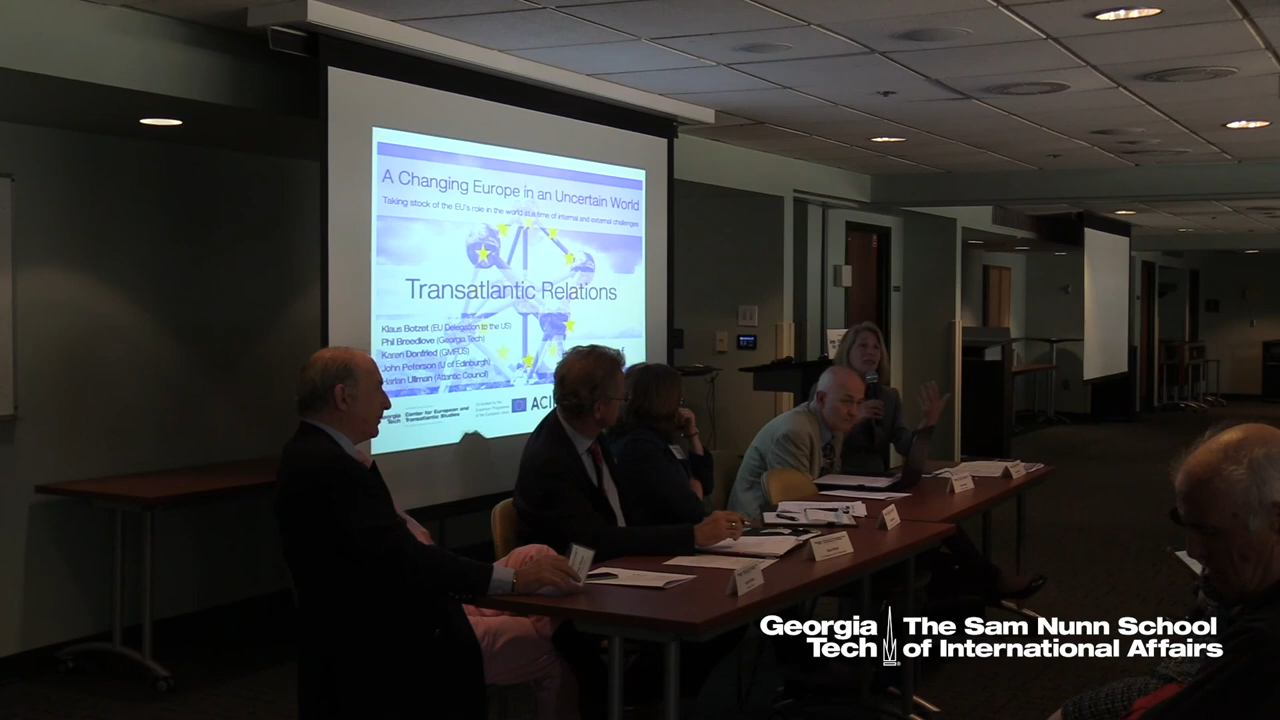 A Changing Europe in an Uncertain World
Taking stock of the EU's role in the world at a time of internal and external challenges
Transatlantic Relations
Klaus Botzet (EU Delegation to the US)
Phil Breedlove (Georgia Tech)
Karen Donfried (GMFUS)
John Peterson (U of Edinburgh)
Harlan Ullman (Atlantic Council)
Georgia
Tech
Center for European and
Transatlantic Studies
Georgia
Tech
The Sam Nunn School
of International Affairs